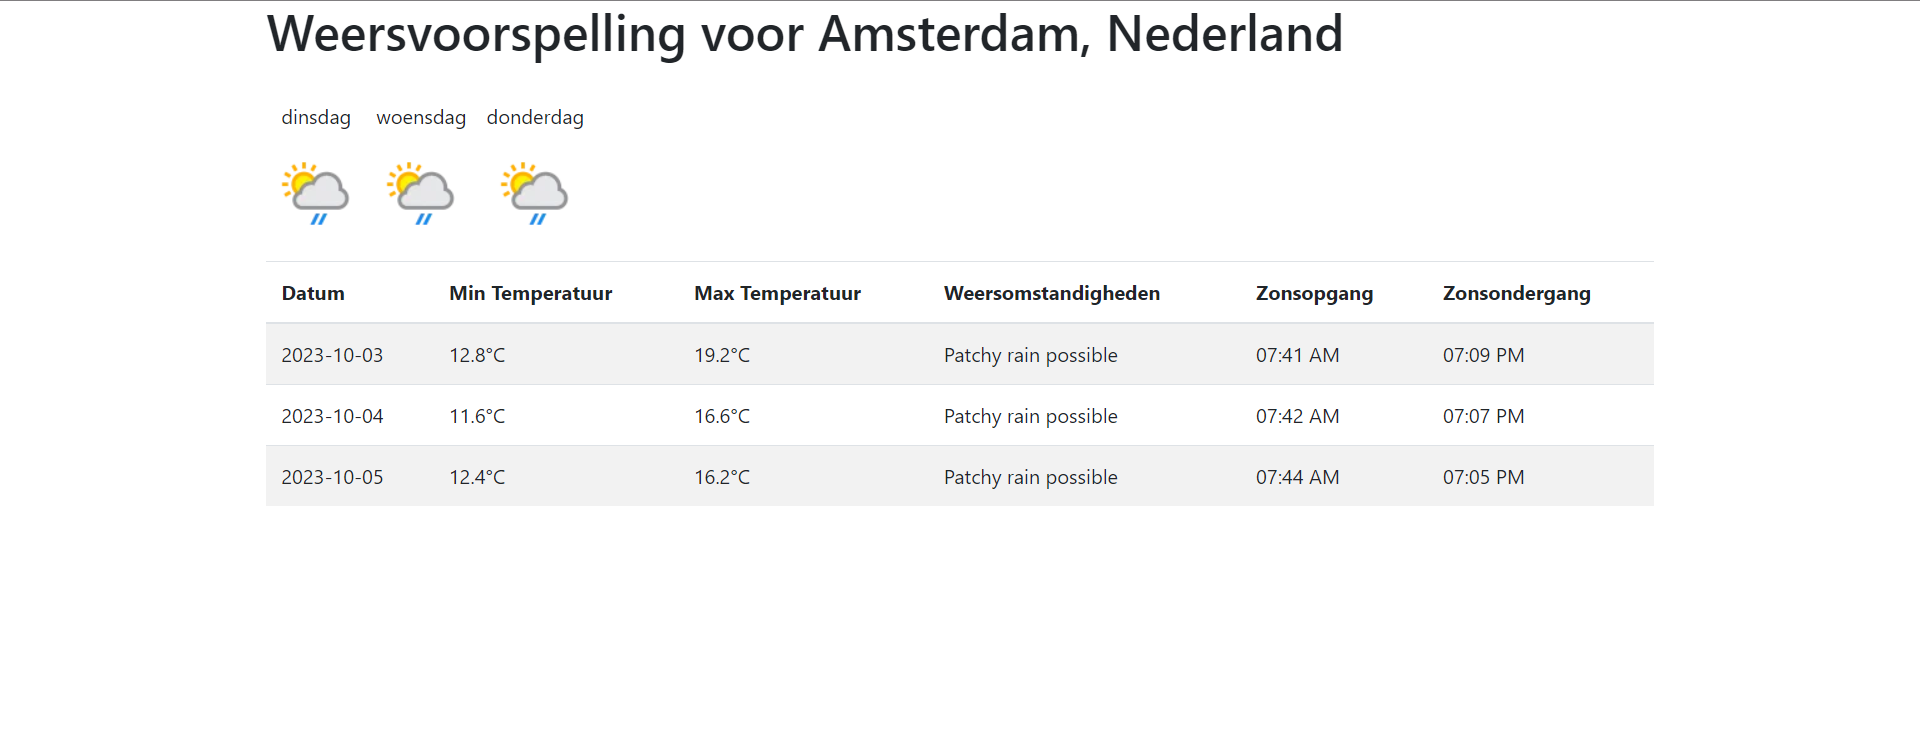 Weersvoorspelling voor Amsterdam, Nederland
dinsdag woensdag donderdag
Datum Min Temperatuur Max Temperatuur Weersomstandigheden Zonsopgang Zonsondergang
2023-10-03 12.8°C 19.2°C Patchy rain possible 07:41 AM 07:09 PM
2023-10-04 11.6°C 16.6°C Patchy rain possible 07:42 AM 07:07 PM
2023-10-05 12.4°C 16.2°C Patchy rain possible 07:44 AM 07:05 PM